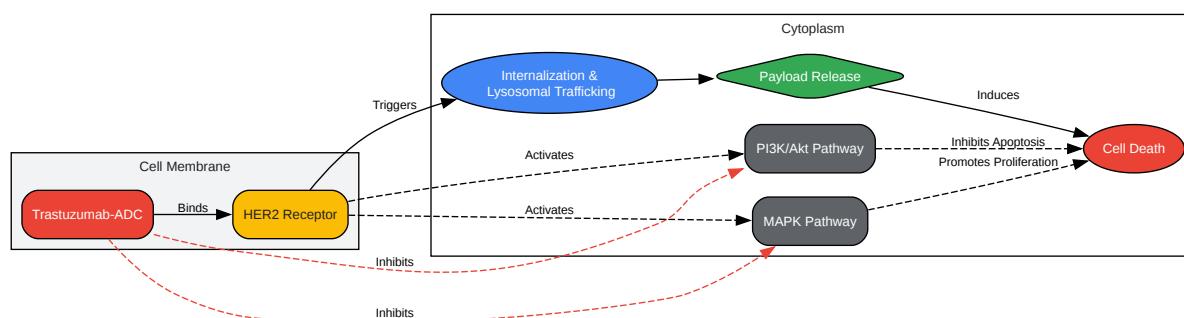 Cytoplasm
Internalization &
Lysosomal Trafficking
Payload Release
Induces
Triggers
Cell Membrane
Trastuzumab-ADC
Binds
HER2 Receptor
Activates
PI3K/Akt Pathway
Inhibits Apoptosis
Cell Death
Promotes Proliferation
Activates
MAPK Pathway
Inhibits
Inhibits